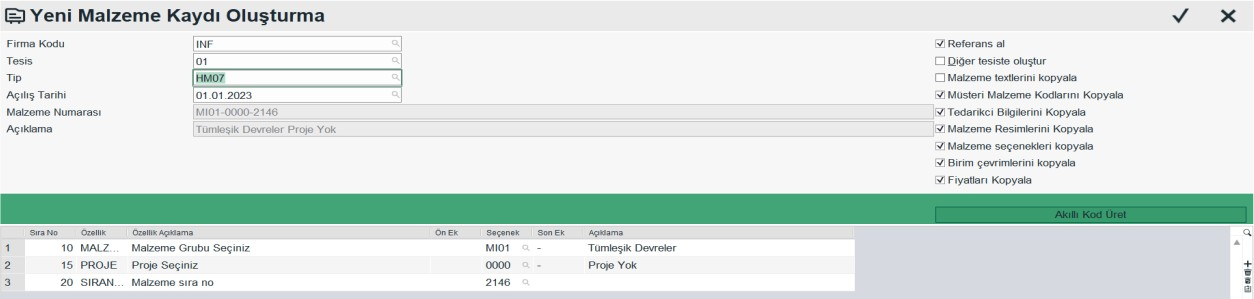 Yeni Malzeme Kaydı Oluşturma
Firma Kodu INF
Tesis 01
Tip HM07
Açılış Tarihi 01.01.2023
Malzeme Numarası MI01-0000-2146
Açıklama Tümleşik Devreler Proje Yok
Referans al
Diğer tesiste oluştur
Malzeme textlerini kopyala
Müsteri Malzeme Kodlarını Kopyala
Tedarikci Bilgilerini Kopyala
Malzeme Resimlerini Kopyala
Malzeme seçenekleri kopyala
Birim çevrimlerini kopyala
Fiyatları Kopyala
Akıllı Kod Üret
Sıra No Özellik Özellik Açıklama Ön Ek Seçenek Son Ek Açıklama
1 10 MALZ... Malzeme Grubu Seçiniz MI01 - Tümleşik Devreler
2 15 PROJE Proje Seçiniz 0000 - Proje Yok
3 20 SIRAN... Malzeme sıra no 2146